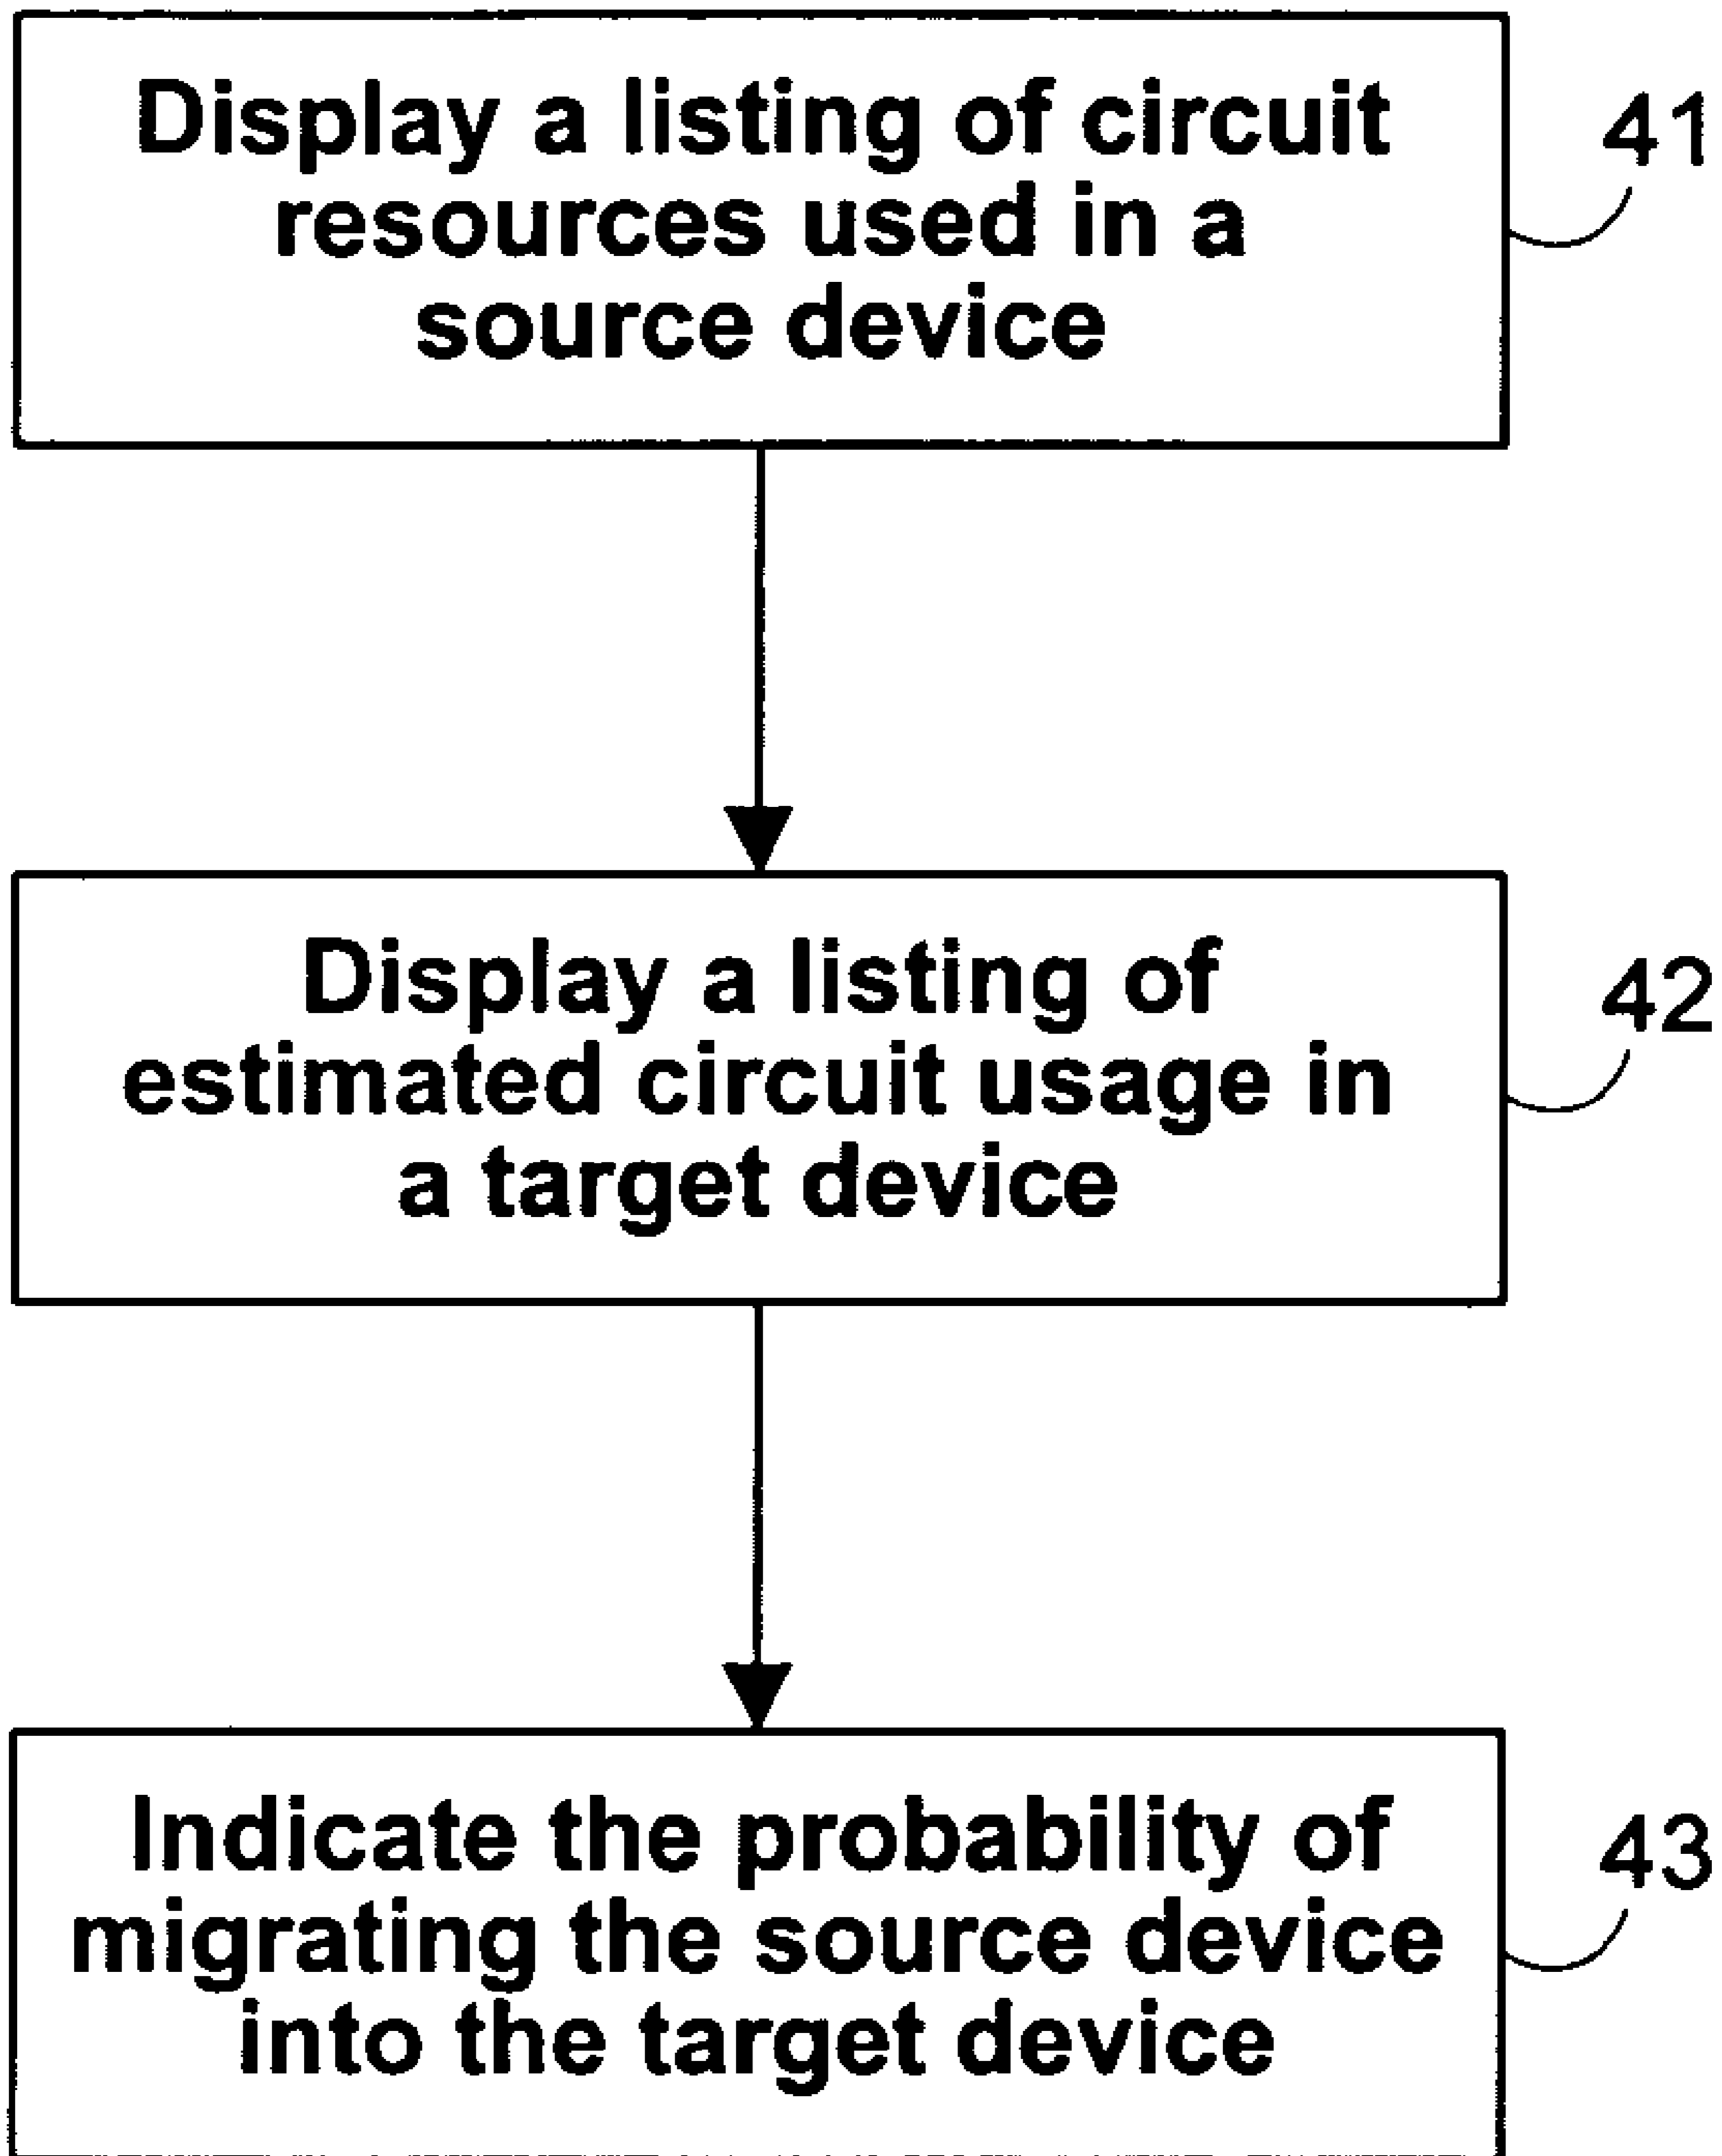 Display a listing of circuit
resources used in a
source device
41
Display a listing of
estimated circuit usage in
a target device
42
Indicate the probability of
migrating the source device
into the target device
43